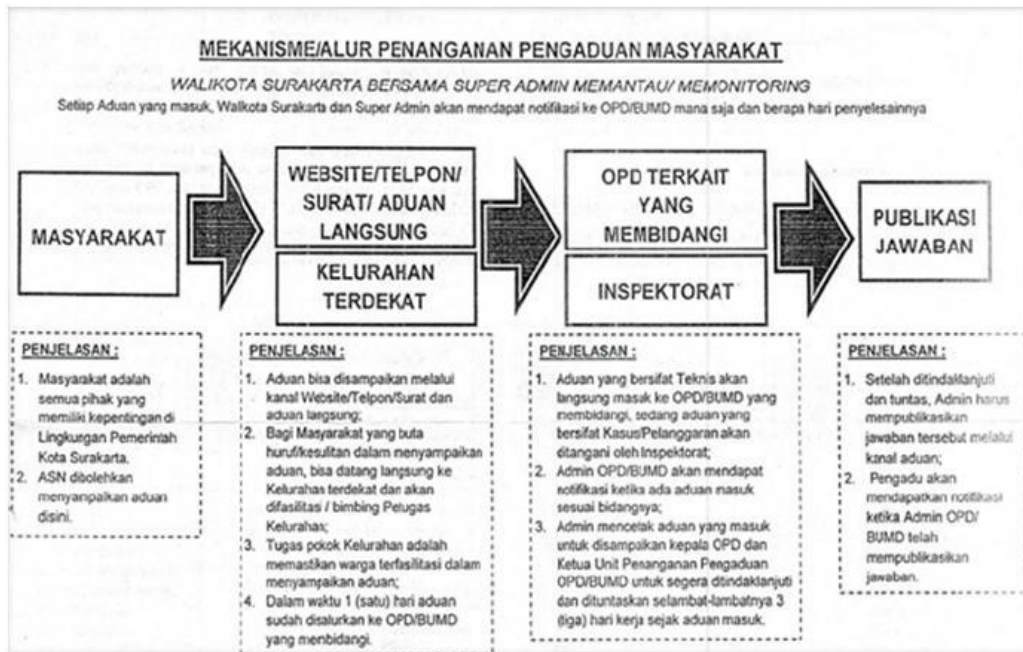 MEKANISME/ALUR PENANGANAN PENGADUAN MASYARAKAT
WALIKOTA SURAKARTA BERSAMA SUPER ADMIN MEMANTAU/ MEMONITORING
Setiap Aduan yang masuk, Walkota Surakarta dan Super Admin akan mendapat notifikasi ke OPD/BUMD mana saja dan berapa hari penyelesainnya
MASYARAKAT
WEBSITE/TELPON/
SURAT/ ADUAN
LANGSUNG
KELURAHAN
TERDEKAT
OPD TERKAIT
YANG
MEMBIDANGI
INSPEKTORAT
PUBLIKASI
JAWABAN
PENJELASAN :
1. Masyarakat adalah
semua pihak yang
memiliki kepentingan di
Lingkungan Pemerintah
Kota Surakarta.
2. ASN dibolehkan
menyampaikan aduan
disini.
PENJELASAN :
1. Aduan bisa disampaikan melalui
kanal Website/Telpon/Surat dan
aduan langsung;
2. Bagi Masyarakat yang buta
huruf/kesulitan dalam menyampaikan
aduan, bisa datang langsung ke
Kelurahan terdekat dan akan
difasilitasi / bimbing Petugas
Kelurahan;
3. Tugas pokok Kelurahan adalah
memastikan warga terfasilitasi dalam
menyampaikan aduan;
4. Dalam waktu 1 (satu) hari aduan
sudah disalurkan ke OPD/BUMD
yang menbidangi.
PENJELASAN :
1. Aduan yang bersifat Teknis akan
langsung masuk ke OPD/BUMD yang
membidangi, sedang aduan yang
bersifat Kasus/Pelanggaran akan
ditangani oleh Inspektorat;
2. Admin OPD/BUMD akan mendapat
notifikasi ketika ada aduan masuk
sesuai bidangnya;
3. Admin mencetak aduan yang masuk
untuk disampaikan kepala OPD dan
Ketua Unit Penanganan Pengaduan
OPD/BUMD untuk segera ditindaklanjuti
dan dituntaskan selambat-lambatnya 3
(tiga) hari kerja sejak aduan masuk.
PENJELASAN :
1. Setelah ditindaklanjuti
dan tuntas, Admin harus
mempublikasikan
jawaban tersebut melalui
kanal aduan;
2. Pengadu akan
mendapatkan notifikasi
ketika Admin OPD/
BUMD telah
mempublikasikan
jawaban.